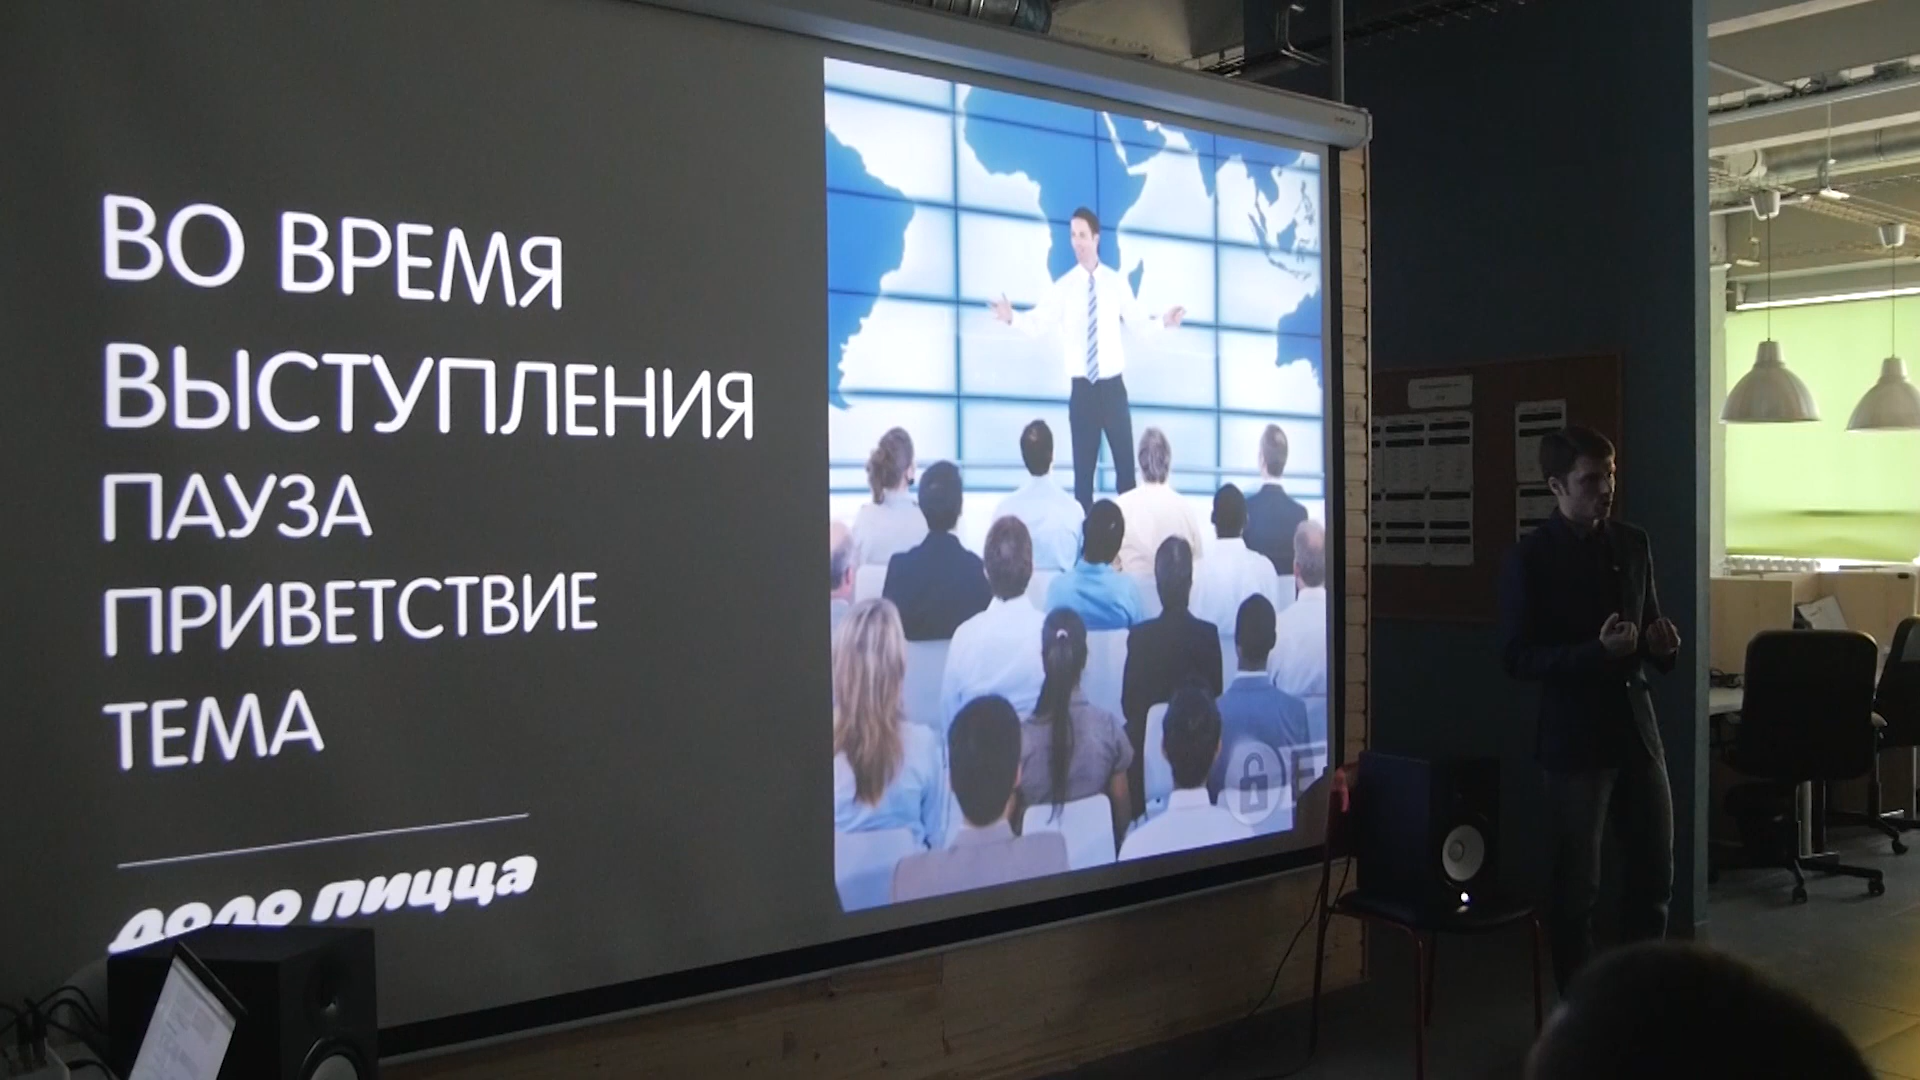 ВО ВРЕМЯ
ВЫСТУПЛЕНИЯ
ПАУЗА
ПРИВЕТСТВИЕ
ТЕМА
додо пицца